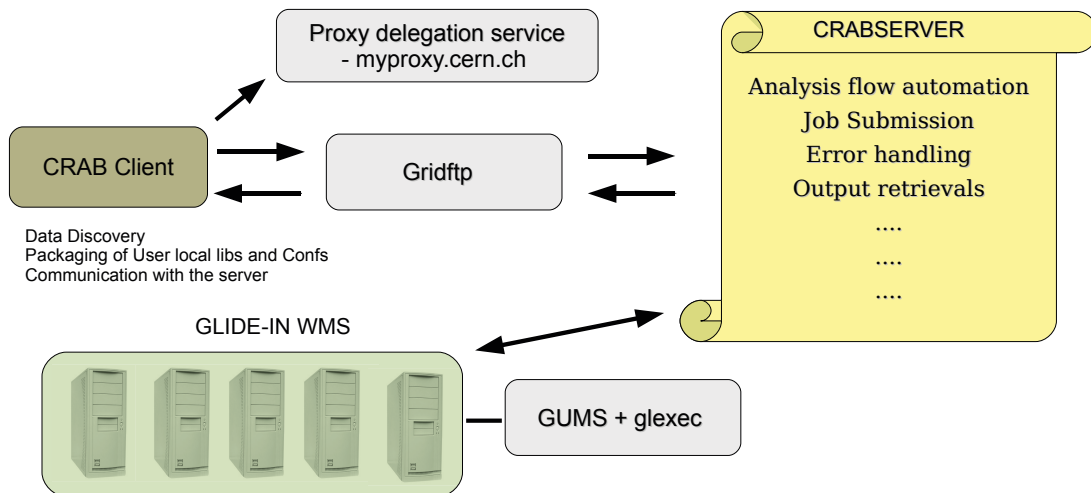 Proxy delegation service
- myproxy.cern.ch
CRABSERVER
Analysis flow automation
Job Submission
Error handling
Output retrievals
....
....
....
CRAB Client
Gridftp
Data Discovery
Packaging of User local libs and Confs
Communication with the server
GLIDE-IN WMS
GUMS + glexec